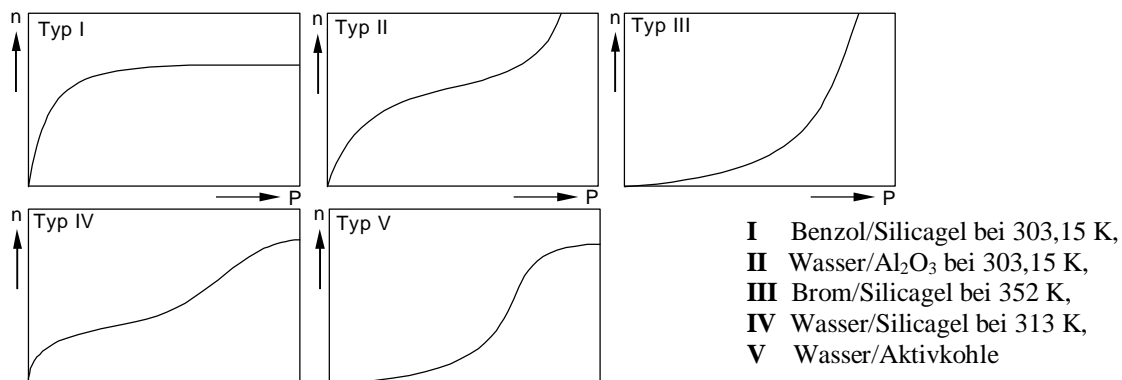 n Typ I
P
n Typ II
P
n Typ III
P
n Typ IV
n Typ V
I Benzol/Silicagel bei 303,15 K,
II Wasser/Al₂O₃ bei 303,15 K,
III Brom/Silicagel bei 352 K,
IV Wasser/Silicagel bei 313 K,
V Wasser/Aktivkohle